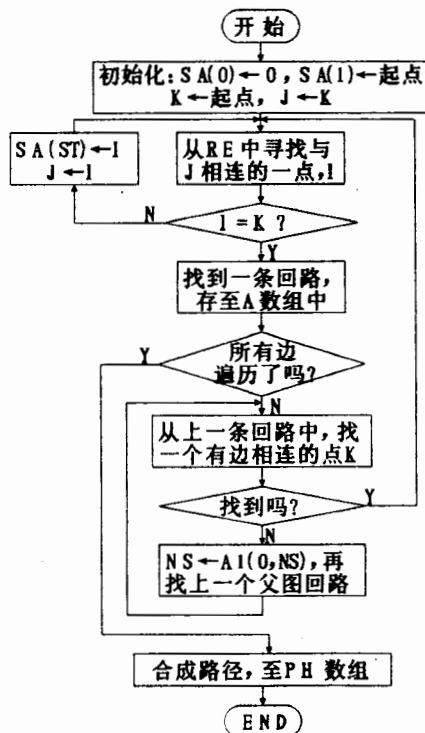 开始
初始化:SA(0)←0,SA(1)←起点
K←起点,J←K
SA(ST)←I
J←I
从RE中寻找与
J相连的一点,I
N
I=K?
Y
找到一条回路,
存至A数组中
Y
所有边
遍历了吗?
N
从上一条回路中,找
一个有边相连的点K
找到吗?
Y
N
NS←A1(0,NS),再
找上一个父图回路
合成路径,至PH数组
END